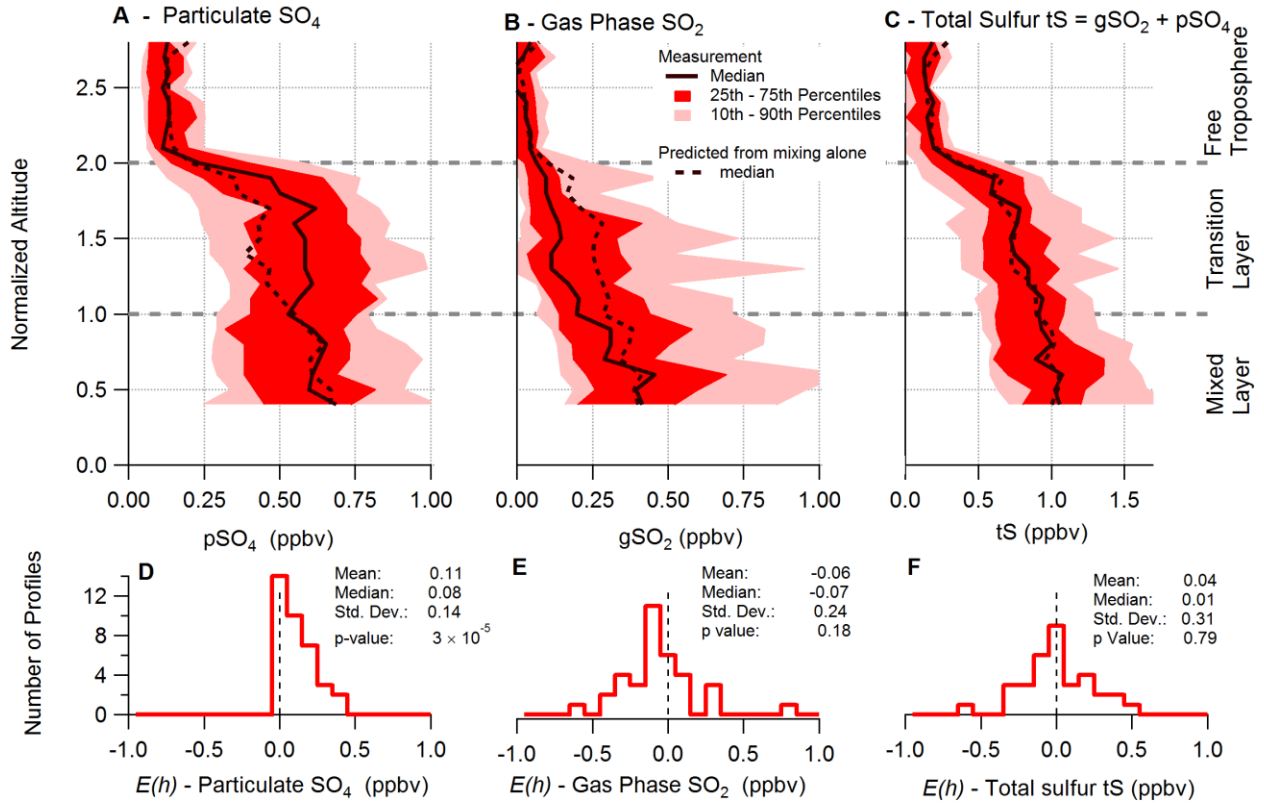 A - Particulate SO4
B - Gas Phase SO2
C - Total Sulfur tS = gSO2 + pSO4
Measurement
Median
25th - 75th Percentiles
10th - 90th Percentiles
Predicted from mixing alone
median
Normalized Altitude
2.5
2.0
1.5
1.0
0.5
0.0
Free
Troposphere
Transition
Layer
Mixed
Layer
0.00 0.25 0.50 0.75 1.00
pSO4 (ppbv)
0.00 0.25 0.50 0.75 1.00
gSO2 (ppbv)
0.0 0.5 1.0 1.5
tS (ppbv)
Number of Profiles
12
8
4
0
D
Mean: 0.11
Median: 0.08
Std. Dev.: 0.14
p-value: 3 × 10-5
-1.0 -0.5 0.0 0.5 1.0
E(h) - Particulate SO4 (ppbv)
E
Mean: -0.06
Median: -0.07
Std. Dev.: 0.24
p value: 0.18
-1.0 -0.5 0.0 0.5 1.0
E(h) - Gas Phase SO2 (ppbv)
F
Mean: 0.04
Median: 0.01
Std. Dev.: 0.31
p Value: 0.79
-1.0 -0.5 0.0 0.5 1.0
E(h) - Total sulfur tS (ppbv)